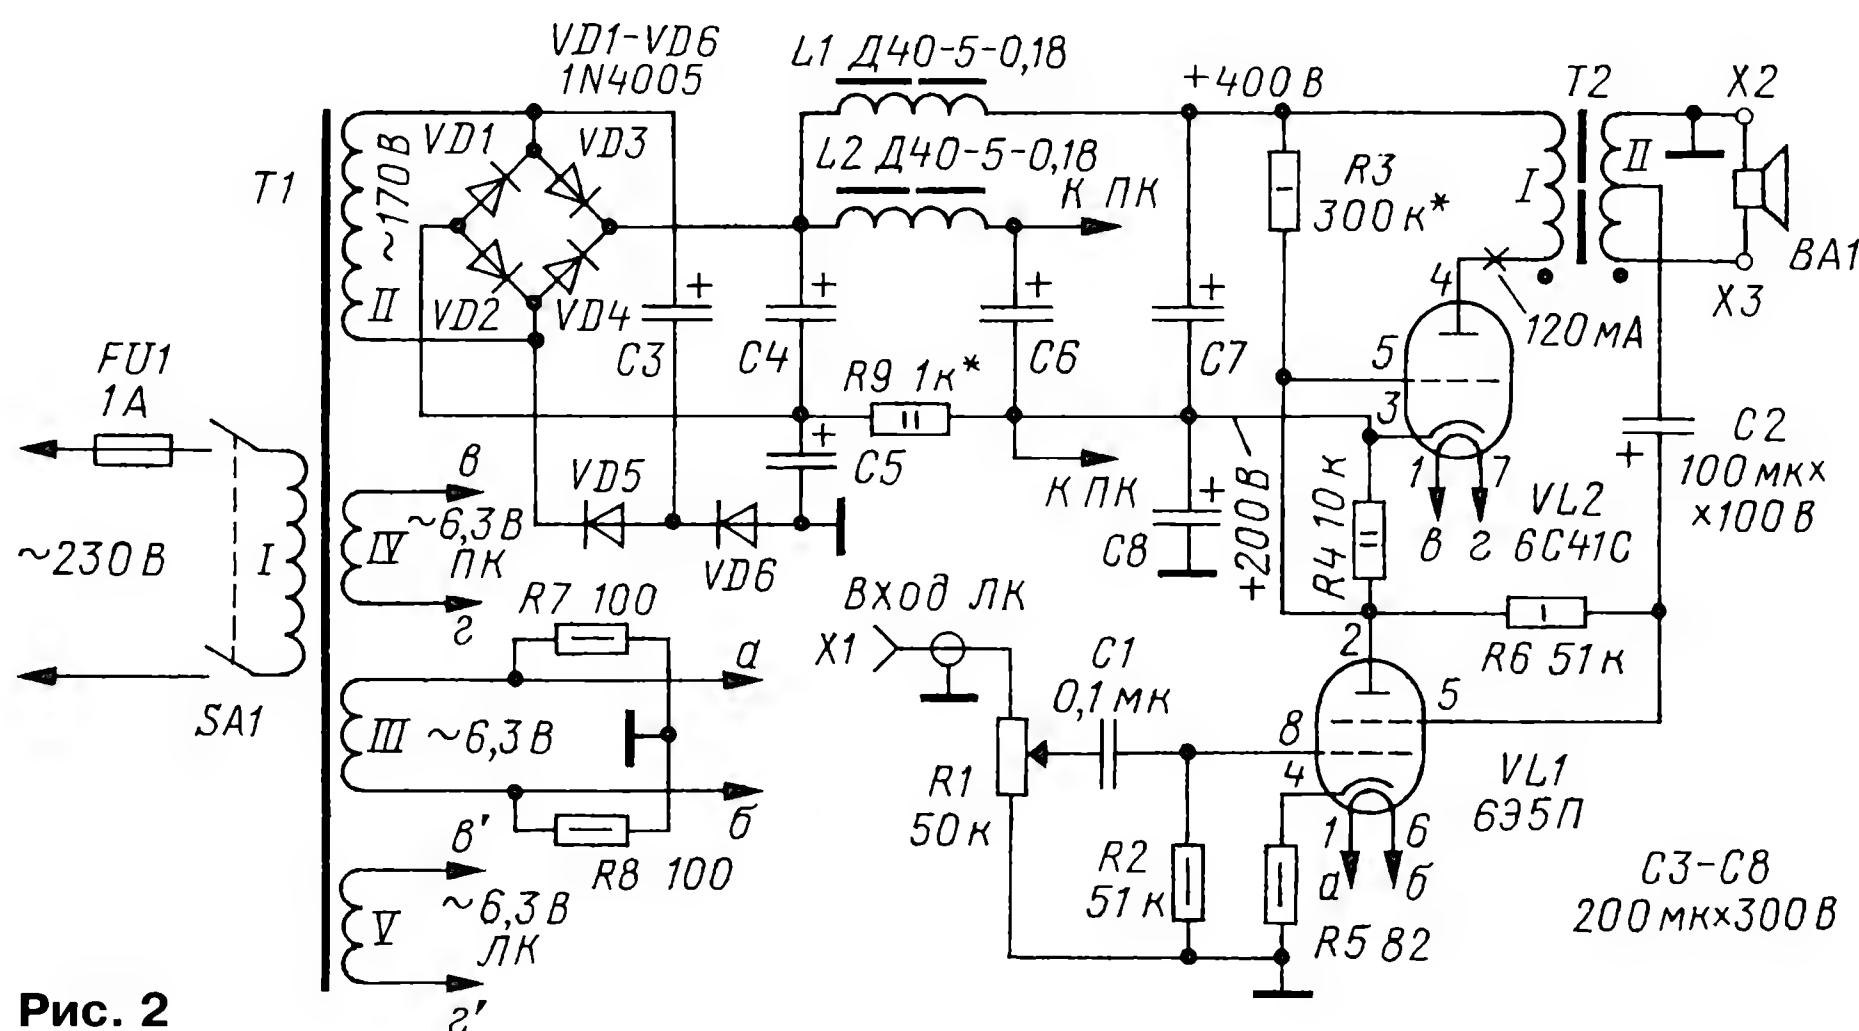 VD1-VD6
1N4005
L1 Д40-5-0,18
L2 Д40-5-0,18
+400 В
T2
X2
T1
~170 В
II
VD1
VD3
VD2
VD4
К ПК
R3
300 к*
I
II
BA1
X3
4
120 мА
C3
+
C4
+
C6
+
C7
+
R9 1к*
5
3
1
7
в
г
VL2
6С41С
C2
100 мк×
×100 В
+
FU1
1 А
~230 В
SA1
I
в
~6,3 В
ПК
IV
г
VD5
VD6
C5
+
К ПК
C8
+
+200 В
R4 10 к
R7 100
а
III ~6,3 В
б
R8 100
Вход ЛК
X1
C1
0,1 мк
R1
50 к
R2
51 к
2
R6 51 к
5
8
4
1
6
а
б
VL1
6Э5П
R5 82
C3-C8
200 мк×300 В
в'
~6,3 В
ЛК
V
г'
Рис. 2